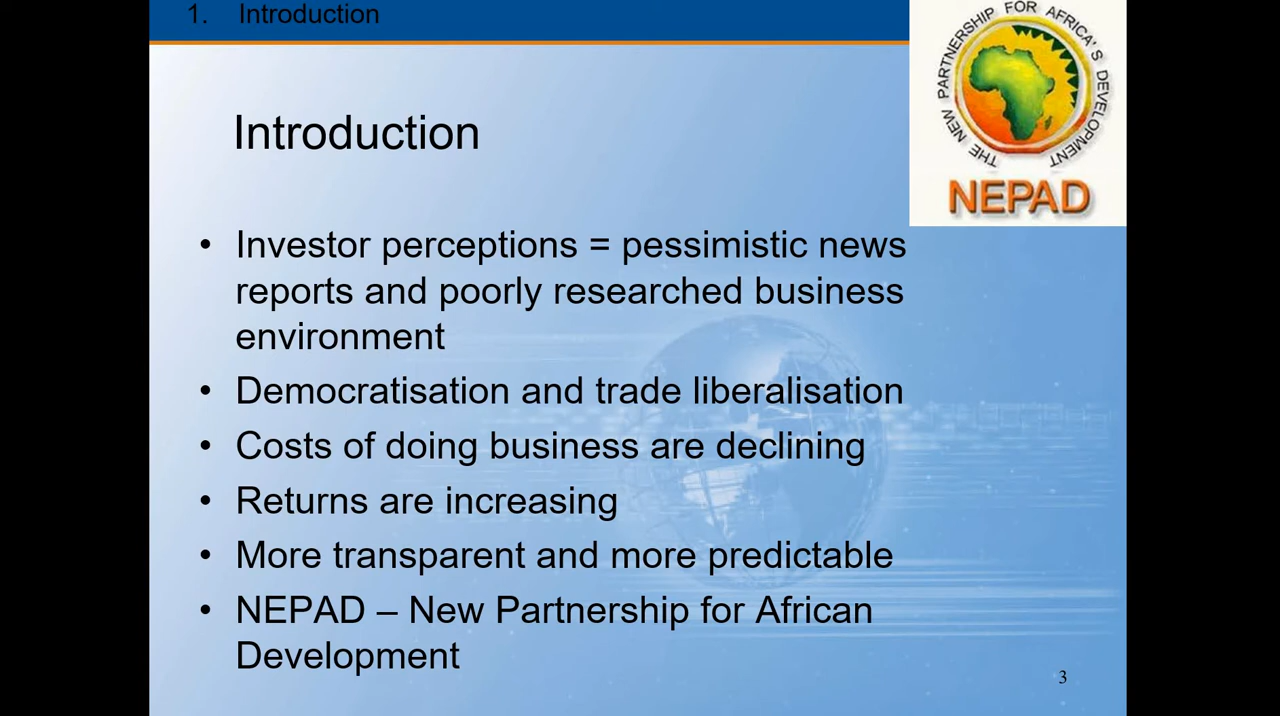 1. Introduction
THE NEW PARTNERSHIP FOR AFRICA'S DEVELOPMENT
NEPAD
Introduction
• Investor perceptions = pessimistic news
reports and poorly researched business
environment
• Democratisation and trade liberalisation
• Costs of doing business are declining
• Returns are increasing
• More transparent and more predictable
• NEPAD – New Partnership for African
Development
3